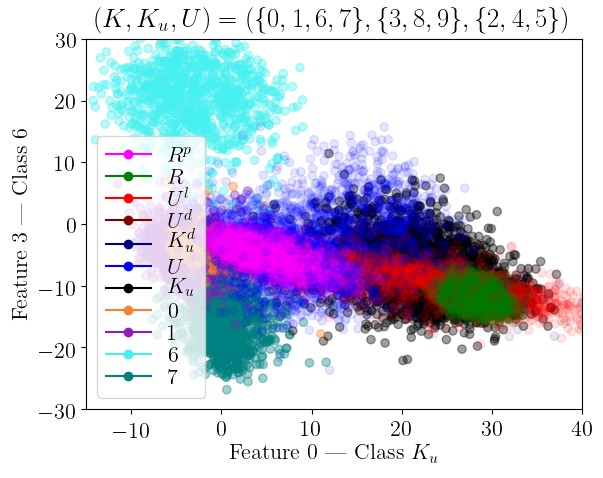 (K, K_u, U) = ({0, 1, 6, 7}, {3, 8, 9}, {2, 4, 5})
30
20
10
0
−10
−20
−30
Feature 3 — Class 6
R^p
R
U^l
U^d
K_u^d
U
K_u
0
1
6
7
−10 0 10 20 30 40
Feature 0 — Class K_u